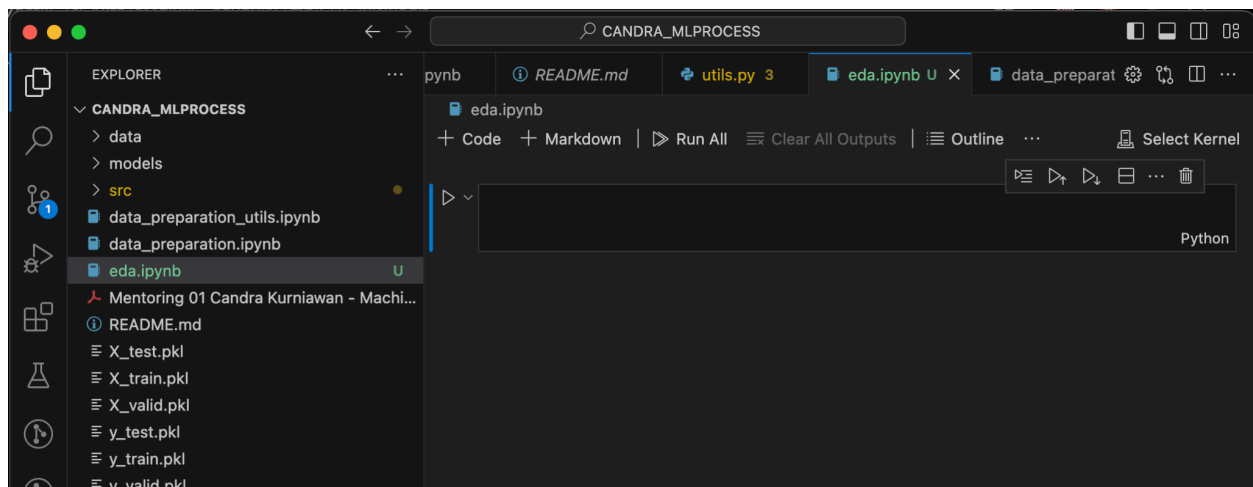 CANDRA_MLPROCESS
EXPLORER
CANDRA_MLPROCESS
data
models
src
data_preparation_utils.ipynb
data_preparation.ipynb
eda.ipynb U
Mentoring 01 Candra Kurniawan - Machi...
README.md
X_test.pkl
X_train.pkl
X_valid.pkl
y_test.pkl
y_train.pkl
y_valid.pkl
1
pynb README.md utils.py 3 eda.ipynb U data_preparat
eda.ipynb
Code Markdown Run All Clear All Outputs Outline ... Select Kernel
Python